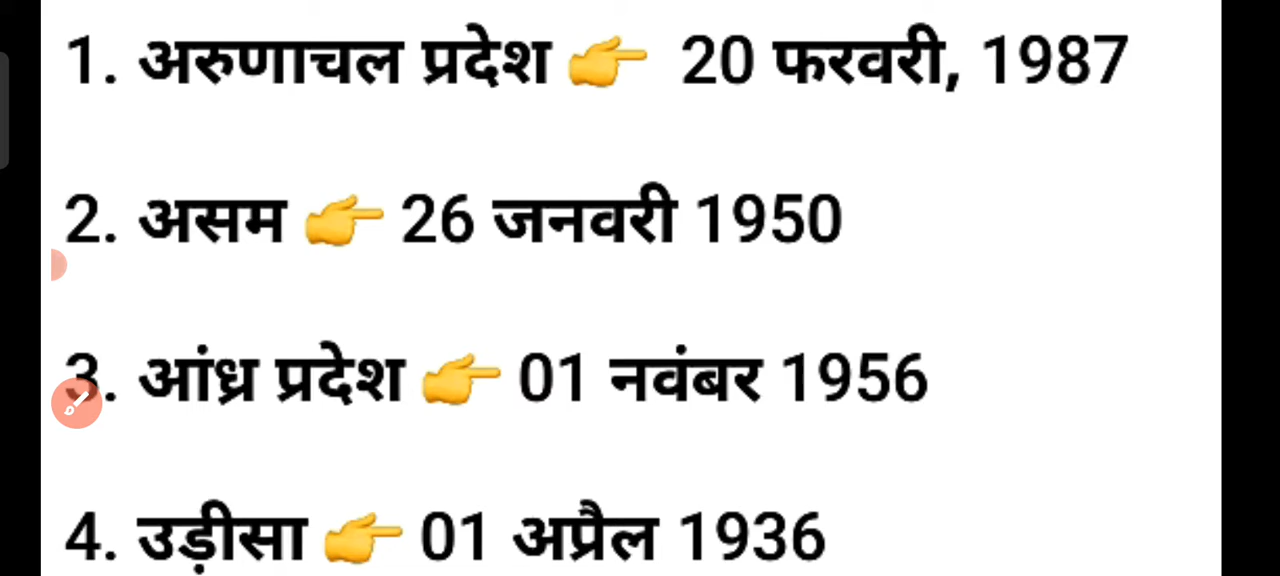 1. अरुणाचल प्रदेश 👉 20 फरवरी, 1987
2. असम 👉 26 जनवरी 1950
3. आंध्र प्रदेश 👉 01 नवंबर 1956
4. उड़ीसा 👉 01 अप्रैल 1936